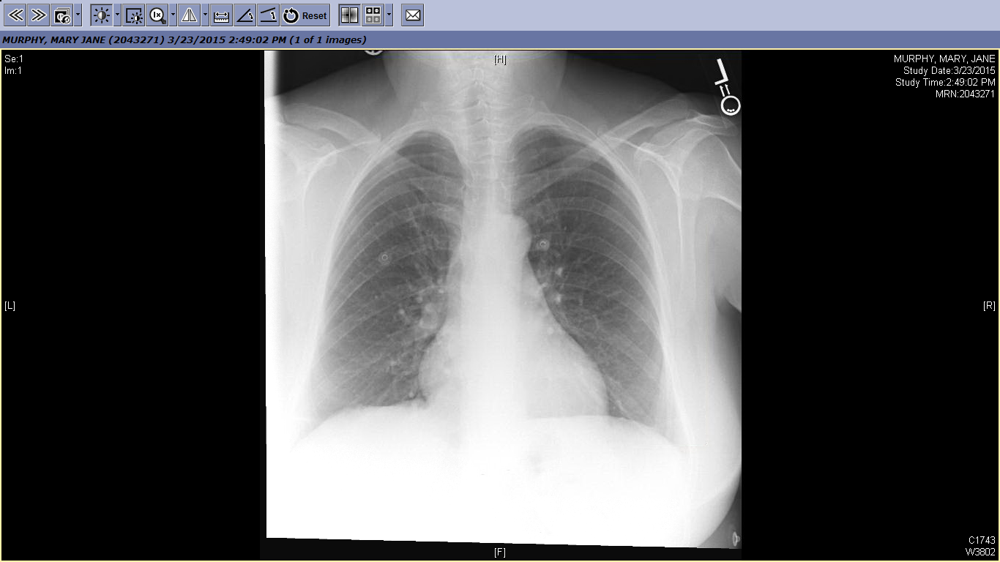 1x
Reset
MURPHY, MARY JANE (2043271) 3/23/2015 2:49:02 PM (1 of 1 images)
Se:1
Im:1
[H]
MURPHY, MARY, JANE
Study Date:3/23/2015
Study Time:2:49:02 PM
MRN:2043271
L
[L]
[R]
[F]
C1743
W3802